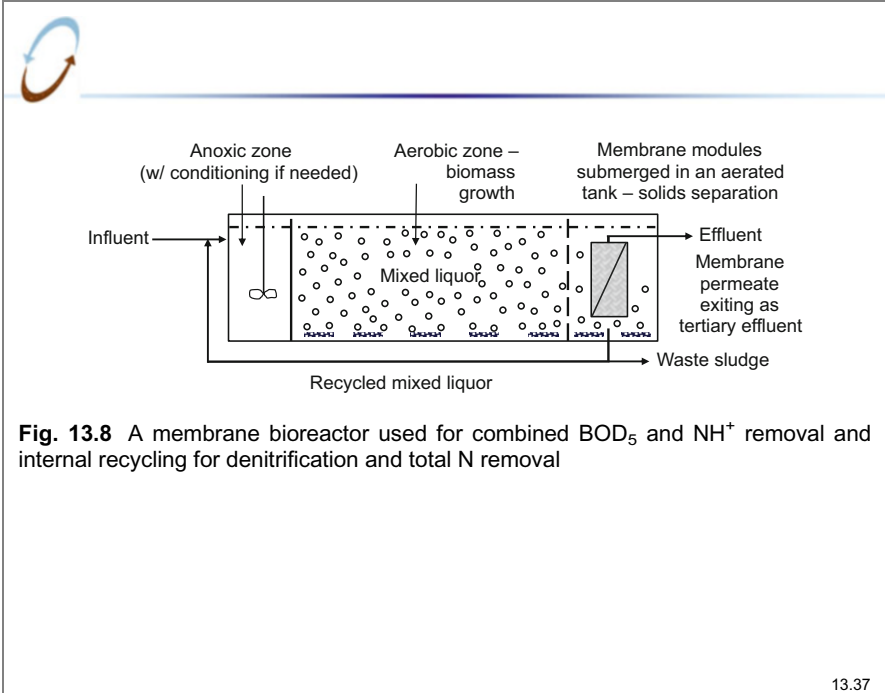 Anoxic zone
(w/ conditioning if needed)
Aerobic zone –
biomass
growth
Membrane modules
submerged in an aerated
tank – solids separation
Influent
Mixed liquor
Effluent
Membrane
permeate
exiting as
tertiary effluent
Waste sludge
Recycled mixed liquor
Fig. 13.8 A membrane bioreactor used for combined BOD₅ and NH⁺ removal and
internal recycling for denitrification and total N removal
13.37